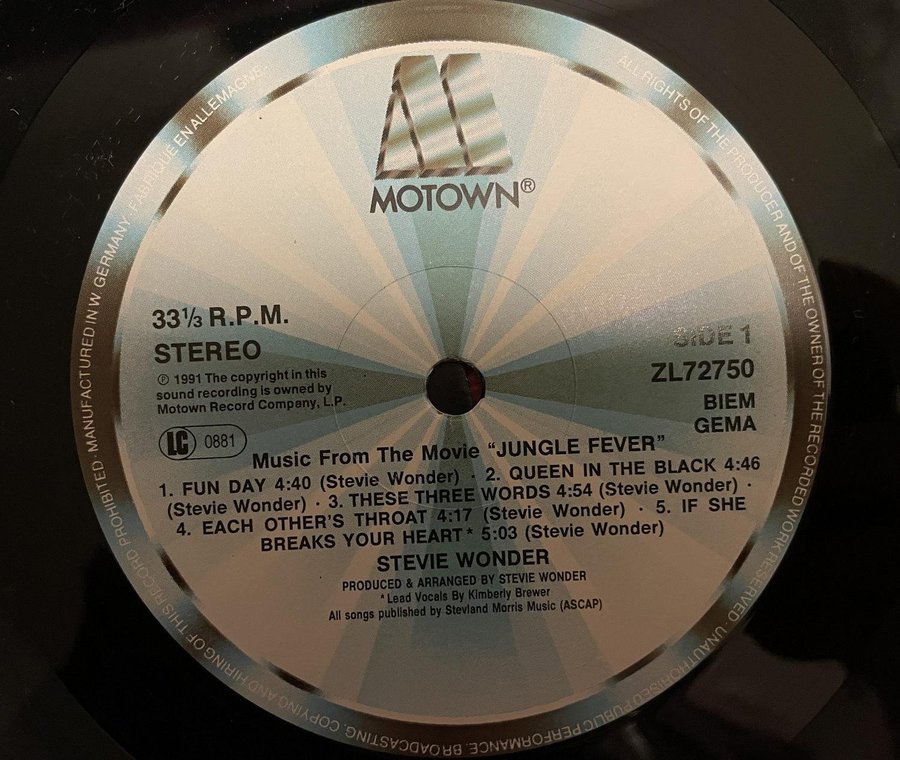 MOTOWN®
33⅓ R.P.M.
STEREO
℗ 1991 The copyright in this
sound recording is owned by
Motown Record Company, L.P.
LC 0881
SIDE 1
ZL72750
BIEM
GEMA
Music From The Movie “JUNGLE FEVER”
1. FUN DAY 4:40 (Stevie Wonder) · 2. QUEEN IN THE BLACK 4:46
(Stevie Wonder) · 3. THESE THREE WORDS 4:54 (Stevie Wonder) ·
4. EACH OTHER'S THROAT 4:17 (Stevie Wonder) · 5. IF SHE
BREAKS YOUR HEART* 5:03 (Stevie Wonder)
STEVIE WONDER
PRODUCED & ARRANGED BY STEVIE WONDER
*Lead Vocals By Kimberly Brewer
All songs published by Stevland Morris Music (ASCAP)
ALL RIGHTS OF THE PRODUCER AND OF THE OWNER OF THE RECORDED WORK RESERVED · UNAUTHORISED PUBLIC PERFORMANCE, BROADCASTING, COPYING AND HIRING OF THIS RECORD PROHIBITED · MANUFACTURED IN W GERMANY · FABRIQUE EN ALLEMAGNE